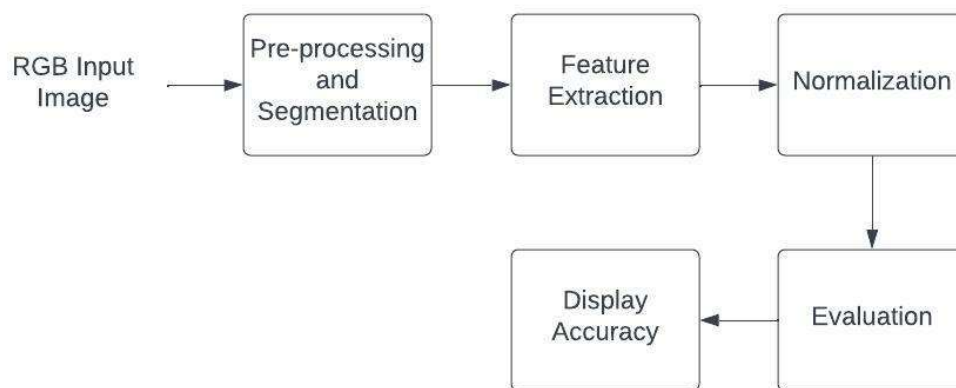 RGB Input
Image
Pre-processing
and
Segmentation
Feature
Extraction
Normalization
Display
Accuracy
Evaluation